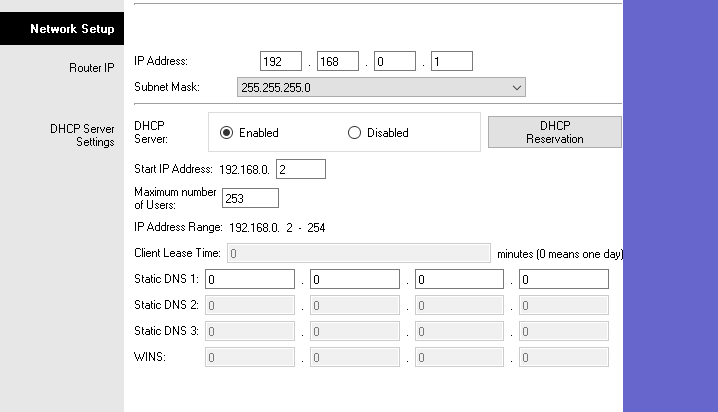 Network Setup
Router IP
IP Address: 192 . 168 . 0 . 1
Subnet Mask: 255.255.255.0
DHCP Server Settings
DHCP Server: Enabled Disabled DHCP Reservation
Start IP Address: 192.168.0. 2
Maximum number of Users: 253
IP Address Range: 192.168.0. 2 - 254
Client Lease Time: 0 minutes (0 means one day)
Static DNS 1: 0 . 0 . 0 . 0
Static DNS 2: 0 . 0 . 0 . 0
Static DNS 3: 0 . 0 . 0 . 0
WINS: 0 . 0 . 0 . 0